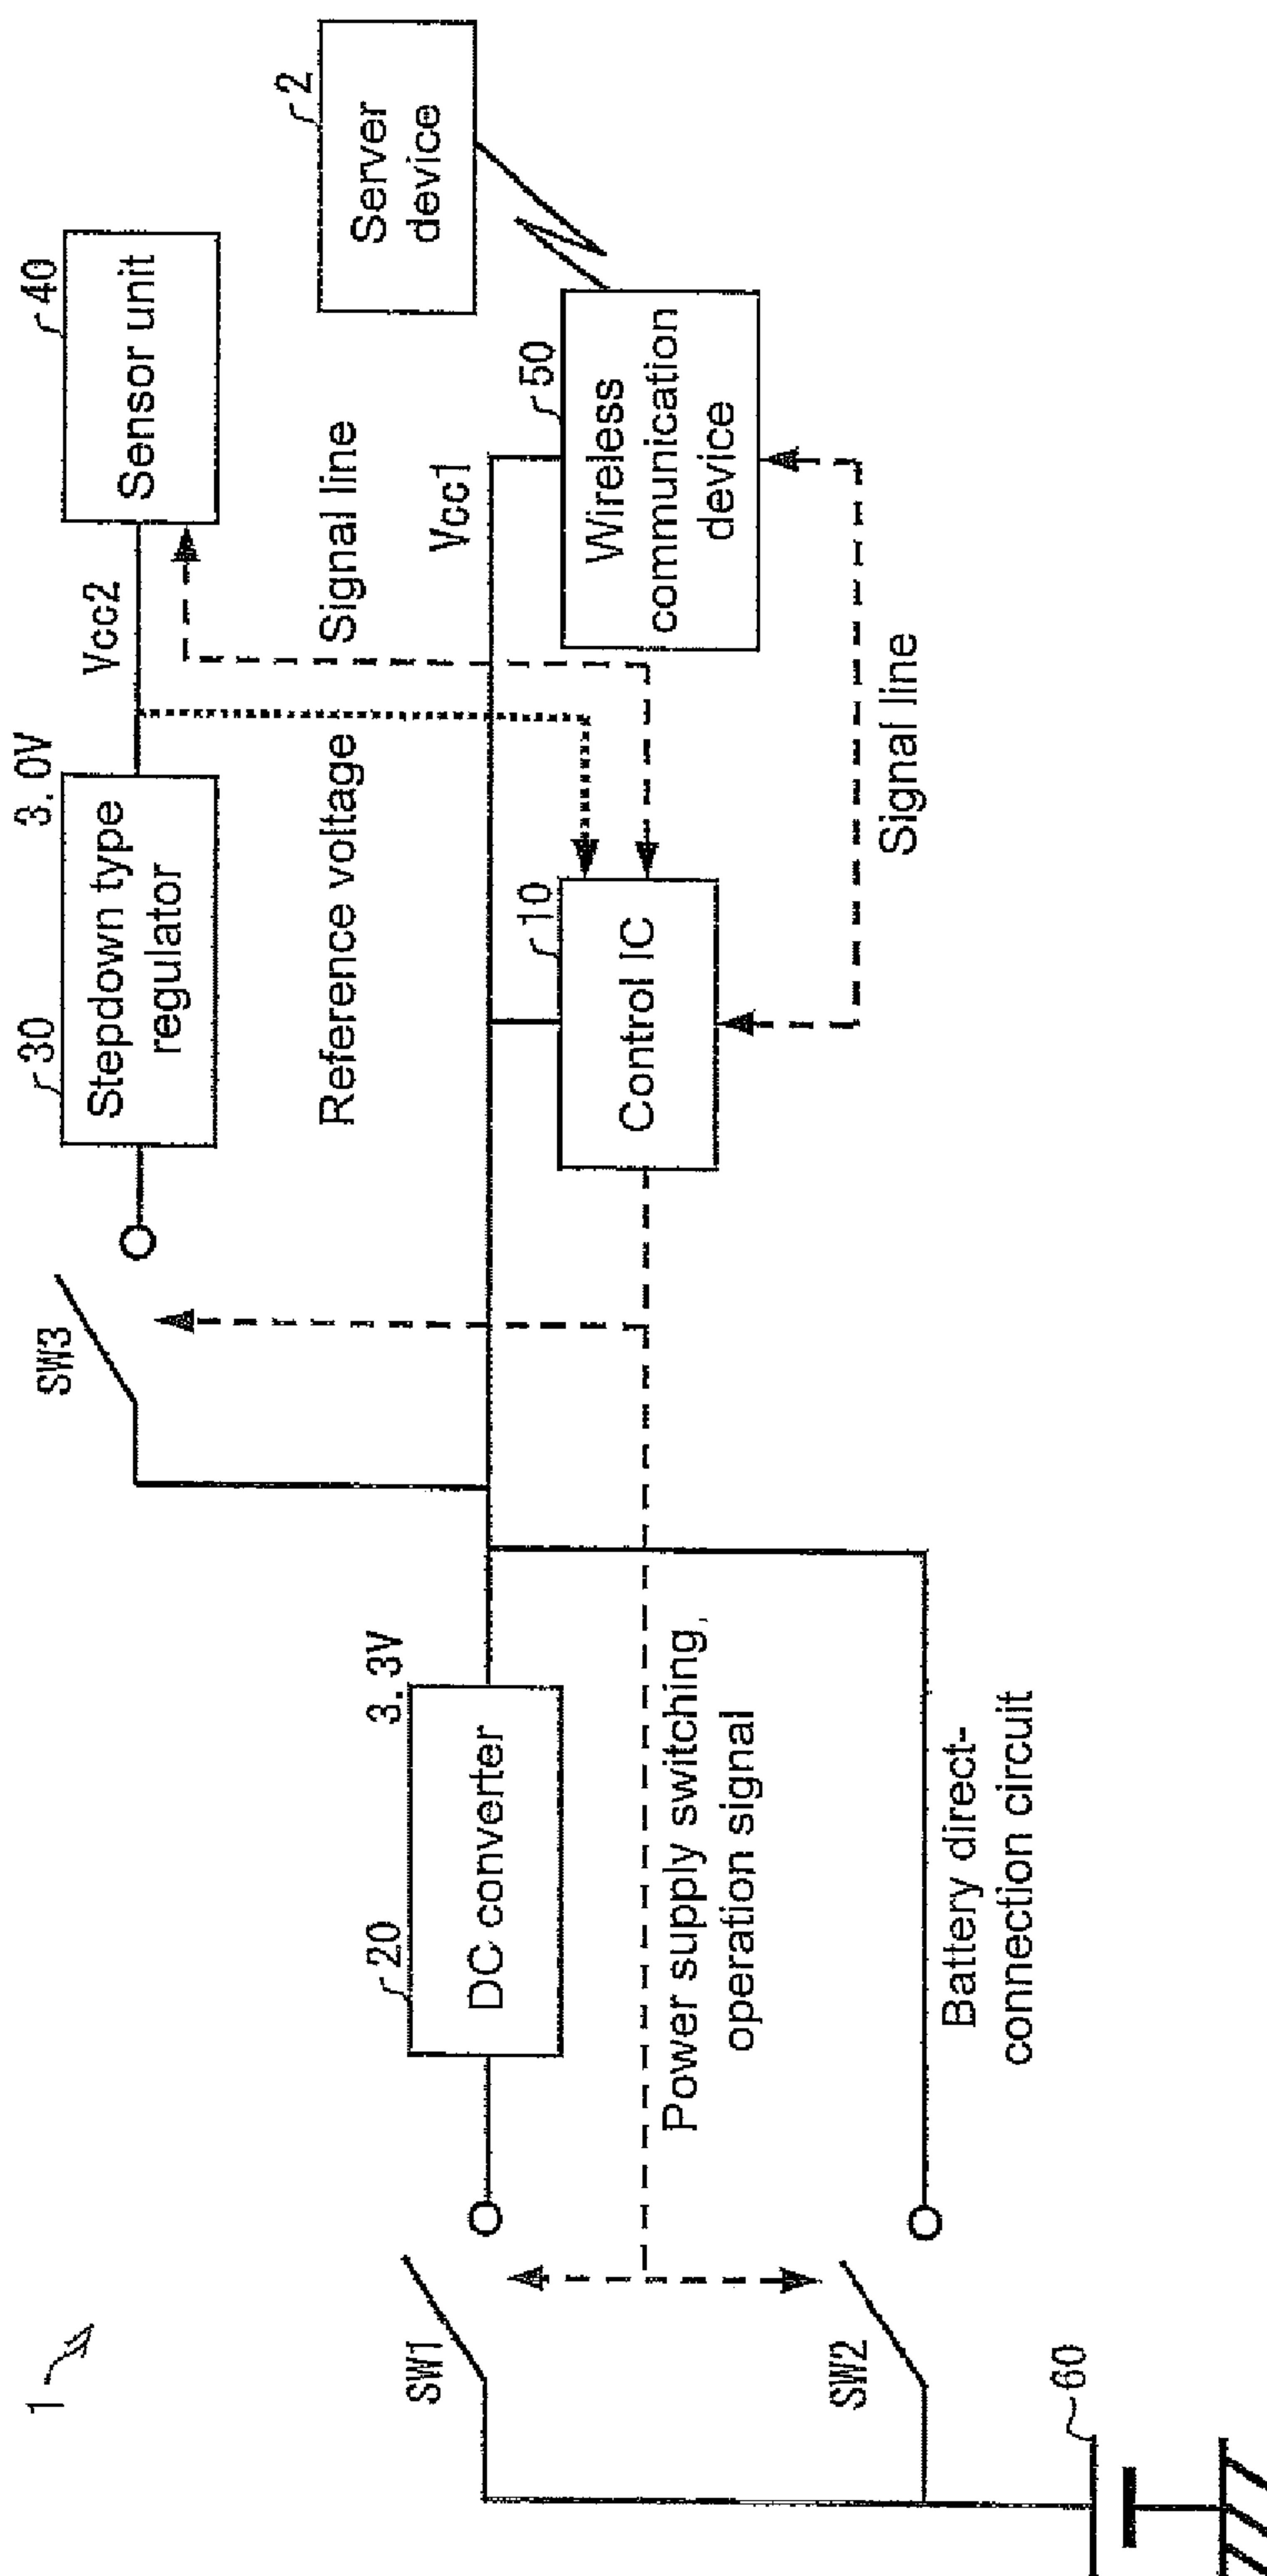 1
SW1
SW2
60
20
3.3V
DC converter
Power supply switching,
operation signal
Battery direct-
connection circuit
SW3
30
3.0V
Stepdown type
regulator
Vcc2
40
Sensor unit
Reference voltage
Signal line
10
Control IC
Vcc1
50
Wireless
communication
device
Signal line
2
Server
device